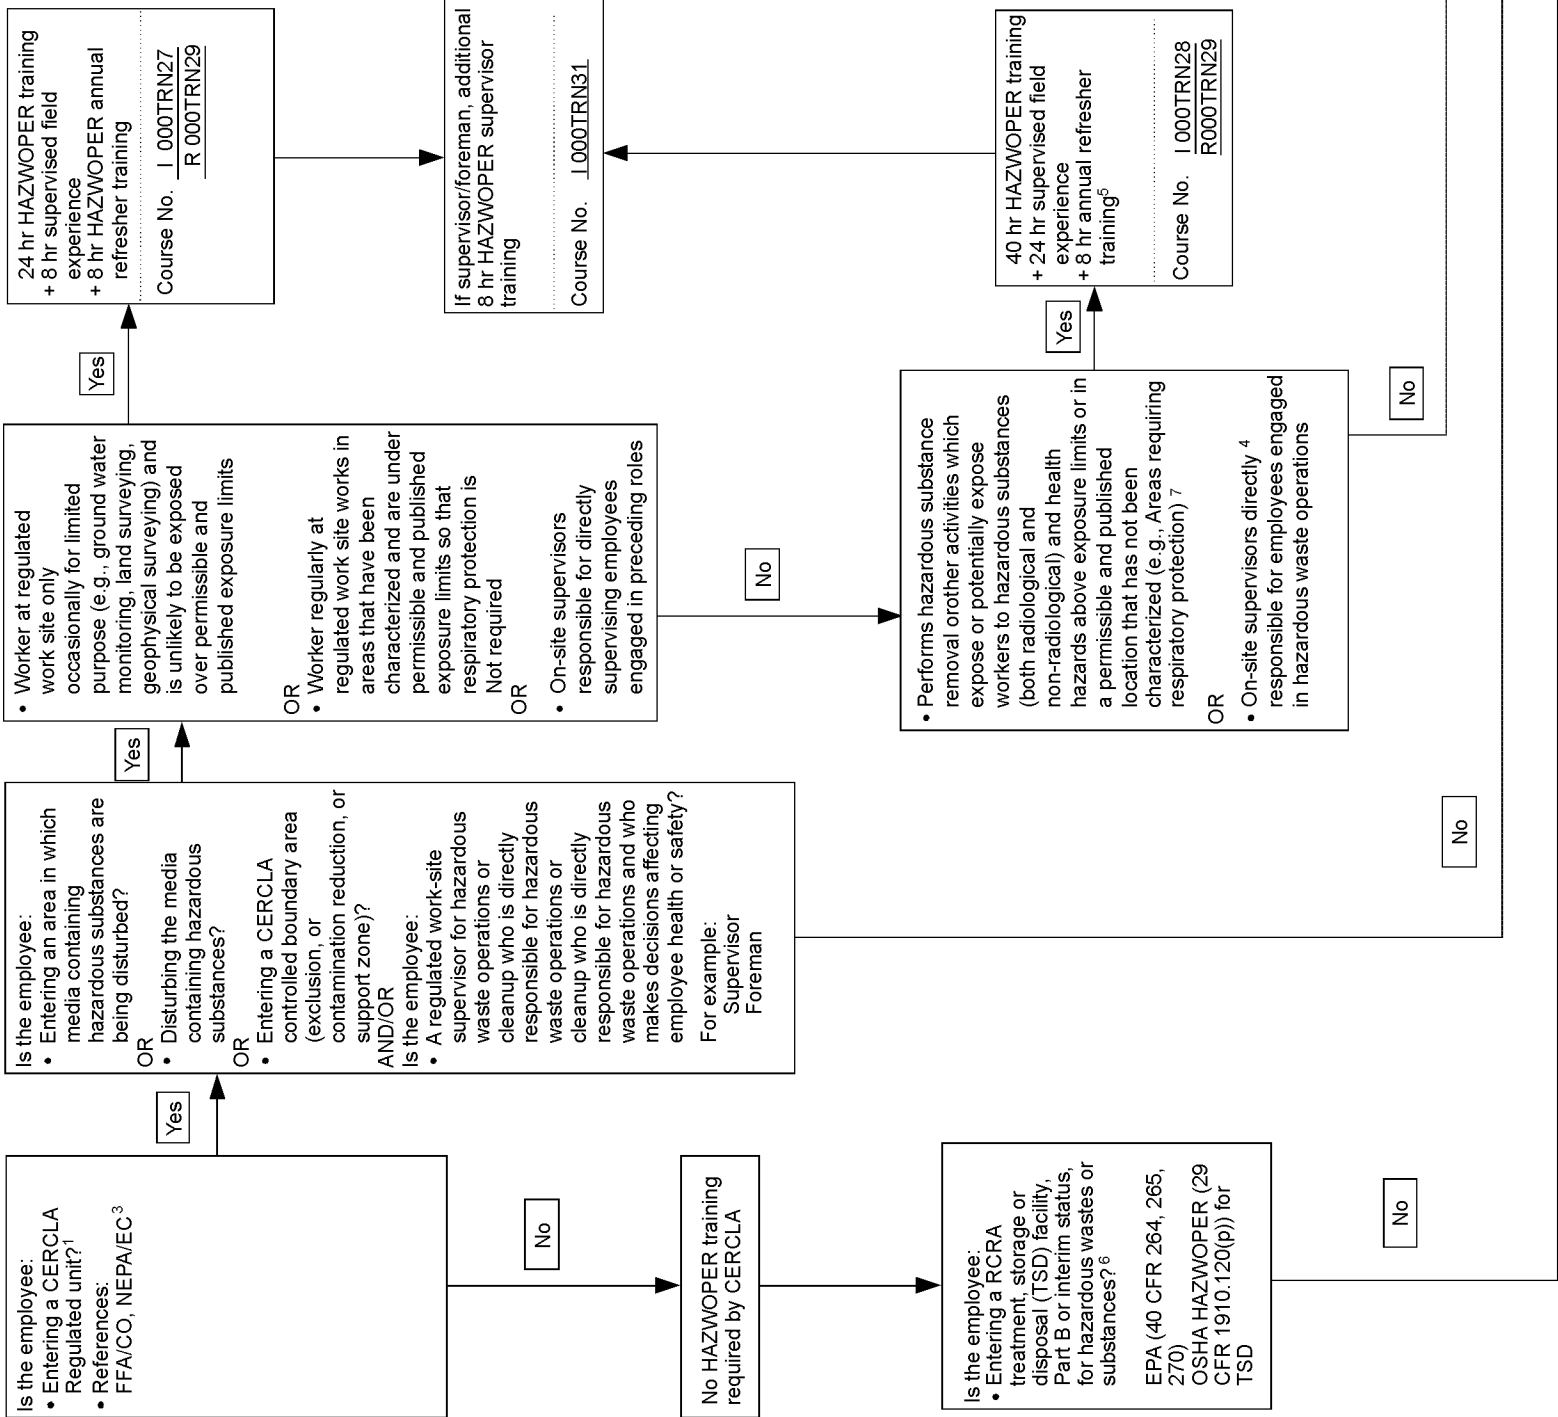 Is the employee:
• Entering a CERCLA
Regulated unit?1
• References:
FFA/CO, NEPA/EC3
Yes
No
No HAZWOPER training
required by CERCLA
Is the employee:
• Entering a RCRA
treatment, storage or
disposal (TSD) facility,
Part B or interim status,
for hazardous wastes or
substances?6
EPA (40 CFR 264, 265,
270)
OSHA HAZWOPER (29
CFR 1910.120(p)) for
TSD
No
Is the employee:
• Entering an area in which
media containing
hazardous substances are
being disturbed?
OR
• Disturbing the media
containing hazardous
substances?
OR
• Entering a CERCLA
controlled boundary area
(exclusion, or
contamination reduction, or
support zone)?
AND/OR
Is the employee:
• A regulated work-site
supervisor for hazardous
waste operations or
cleanup who is directly
responsible for hazardous
waste operations or
cleanup who is directly
responsible for hazardous
waste operations and who
makes decisions affecting
employee health or safety?
For example:
Supervisor
Foreman
Yes
No
• Worker at regulated
work site only
occasionally for limited
purpose (e.g., ground water
monitoring, land surveying,
geophysical surveying) and
is unlikely to be exposed
over permissible and
published exposure limits
OR
• Worker regularly at
regulated work site works in
areas that have been
characterized and are under
permissible and published
exposure limits so that
respiratory protection is
Not required
OR
• On-site supervisors
responsible for directly
supervising employees
engaged in preceding roles
Yes
No
• Performs hazardous substance
removal orother activities which
expose or potentially expose
workers to hazardous substances
(both radiological and
non-radiological) and health
hazards above exposure limits or in
a permissible and published
location that has not been
characterized (e.g., Areas requiring
respiratory protection) 7
OR
• On-site supervisors directly 4
responsible for employees engaged
in hazardous waste operations
Yes
No
24 hr HAZWOPER training
+ 8 hr supervised field
experience
+ 8 hr HAZWOPER annual
refresher training
Course No. I 000TRN27
R 000TRN29
If supervisor/foreman, additional
8 hr HAZWOPER supervisor
training
Course No. I 000TRN31
40 hr HAZWOPER training
+ 24 hr supervised field
experience
+ 8 hr annual refresher
training5
Course No. I 000TRN28
R000TRN29